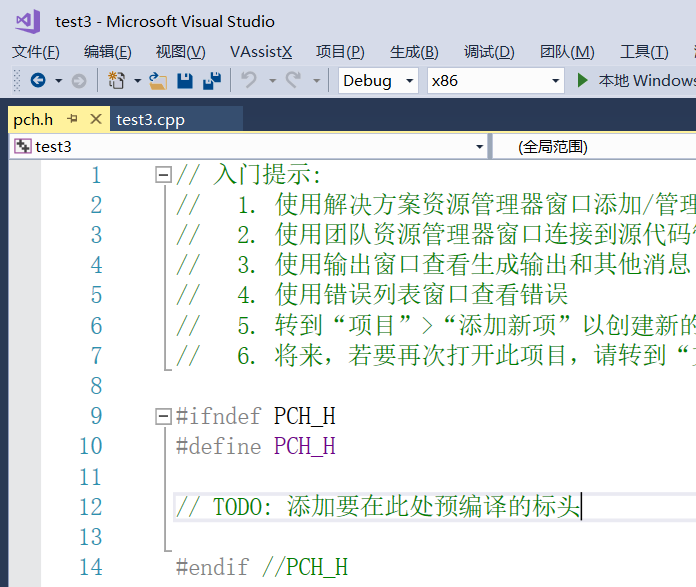 test3 - Microsoft Visual Studio
文件(F) 编辑(E) 视图(V) VAssistX 项目(P) 生成(B) 调试(D) 团队(M) 工具(T)
Debug x86 本地 Windows
pch.h test3.cpp
test3 (全局范围)
1 // 入门提示:
2 // 1. 使用解决方案资源管理器窗口添加/管理
3 // 2. 使用团队资源管理器窗口连接到源代码
4 // 3. 使用输出窗口查看生成输出和其他消息
5 // 4. 使用错误列表窗口查看错误
6 // 5. 转到“项目”>“添加新项”以创建新的
7 // 6. 将来，若要再次打开此项目，请转到“
8
9 #ifndef PCH_H
10 #define PCH_H
11
12 // TODO: 添加要在此处预编译的标头
13
14 #endif //PCH_H